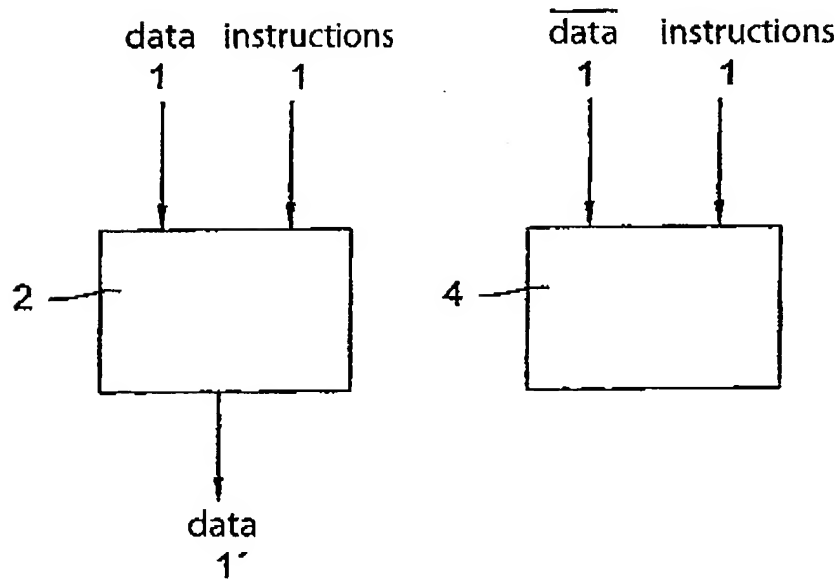 data instructions
1 1
2
data
1'
data instructions
1 1
4